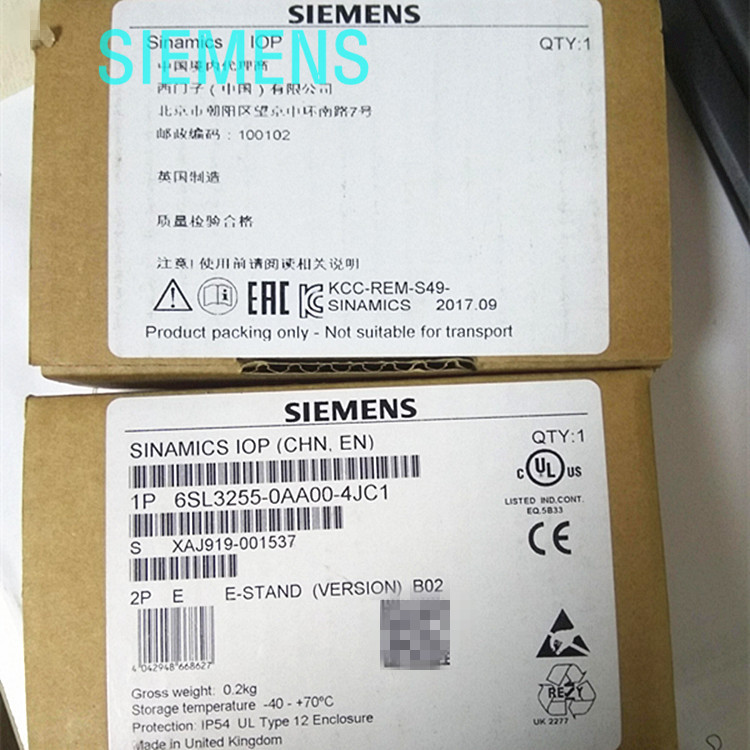 SIEMENS
Sinamics IOP QTY:1
SIEMENS
中国境内代理商
西门子（中国）有限公司
北京市朝阳区望京中环南路7号
邮政编码：100102
英国制造
质量检验合格
注意！使用前请阅读相关说明
EAC KC KCC-REM-S49-
SINAMICS 2017.09
Product packing only - Not suitable for transport
SIEMENS
SINAMICS IOP (CHN, EN) QTY:1
1P 6SL3255-0AA00-4JC1
C UL US
LISTED IND.CONT.
EQ.5B33
S XAJ919-001537
CE
2P E E-STAND (VERSION) B02
4 042948 668627
Gross weight: 0.2kg
Storage temperature -40 - +70°C
Protection: IP54 UL Type 12 Enclosure
Made in United Kingdom
REZY
UK 2277